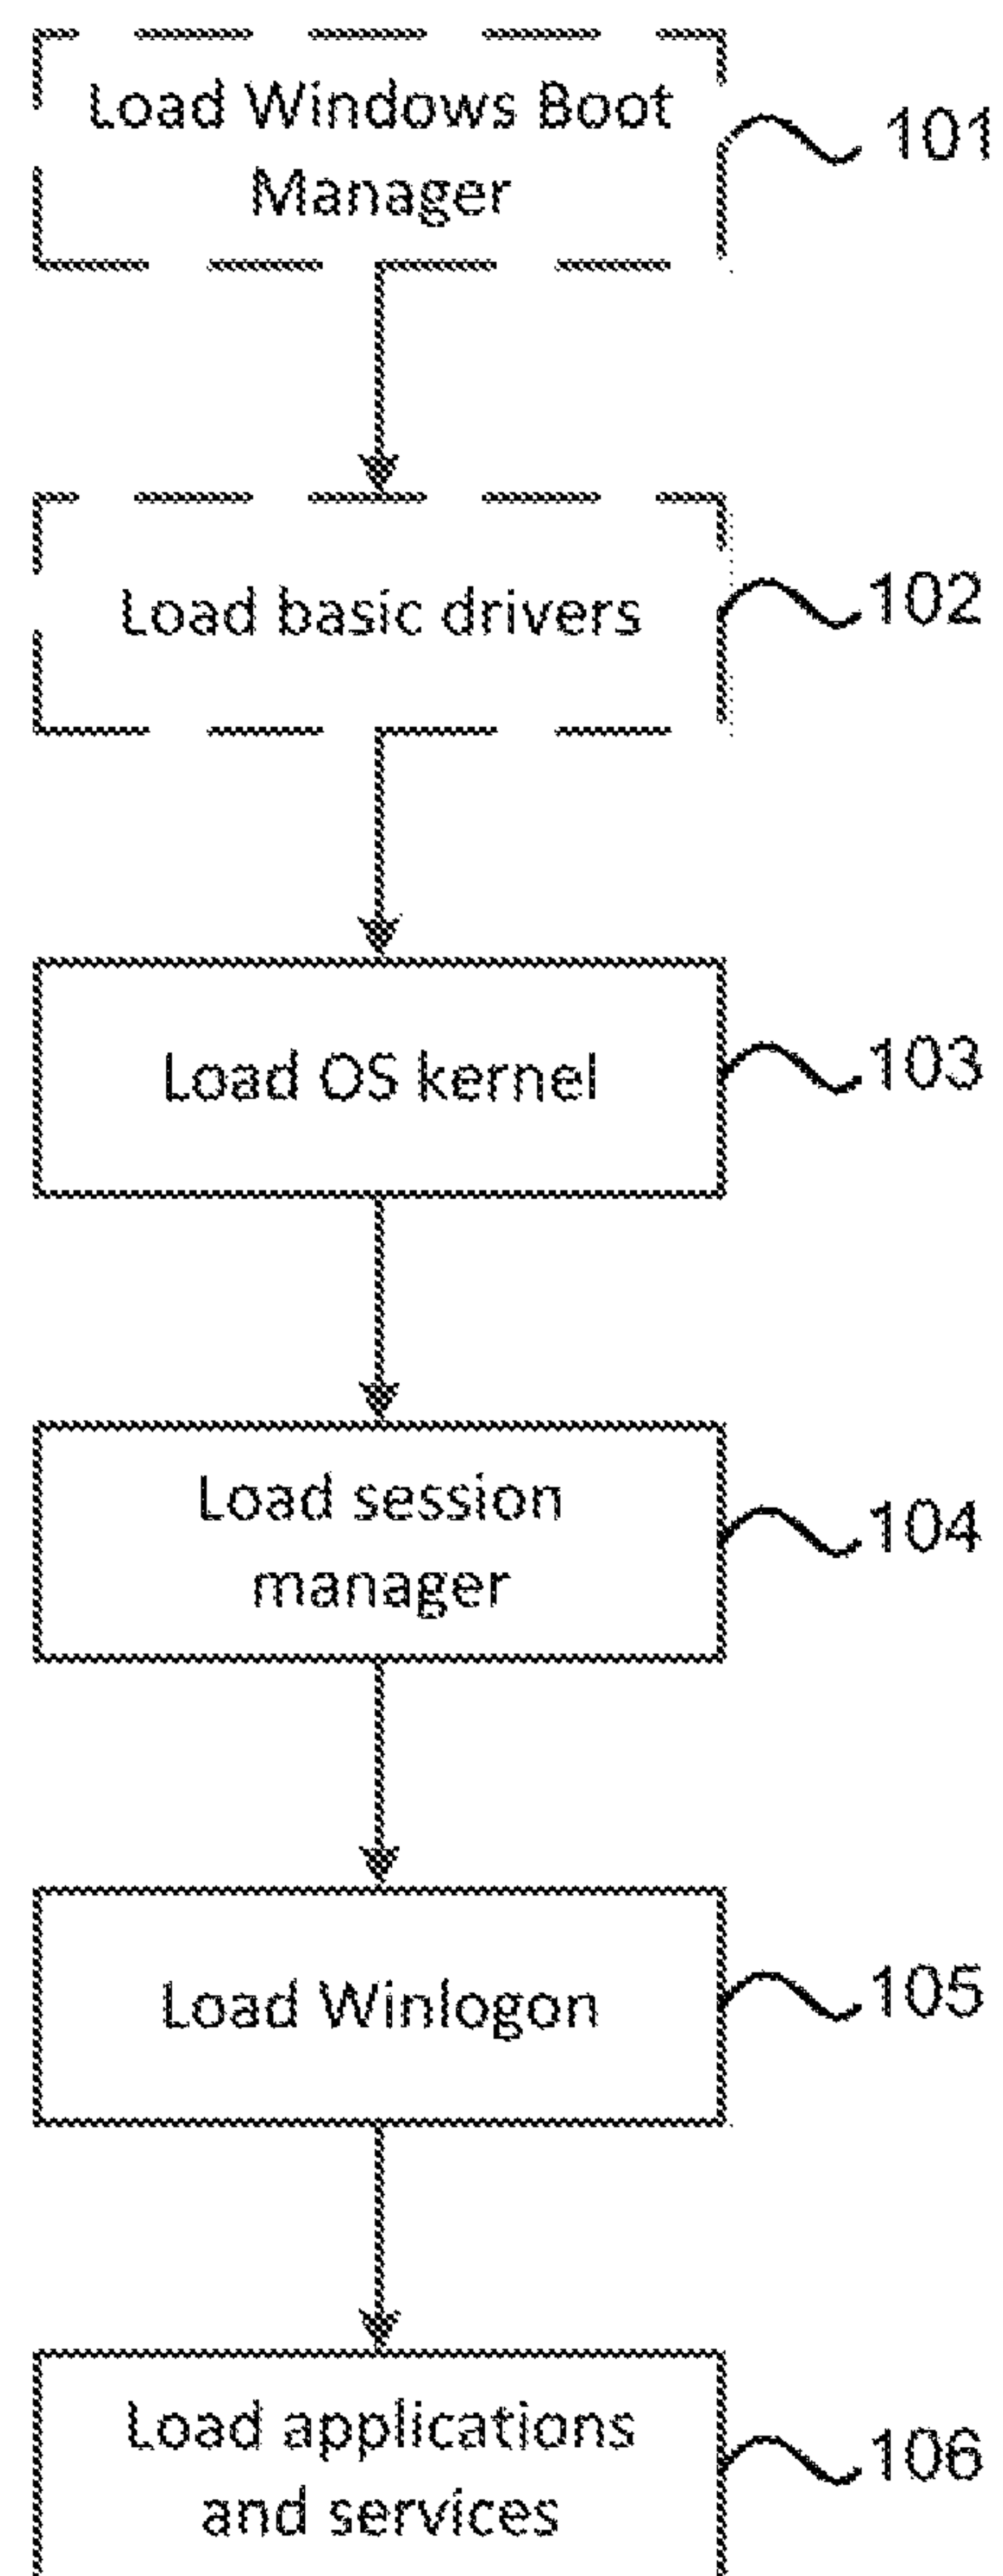 Load Windows Boot
Manager
101
Load basic drivers
102
Load OS kernel
103
Load session
manager
104
Load Winlogon
105
Load applications
and services
106